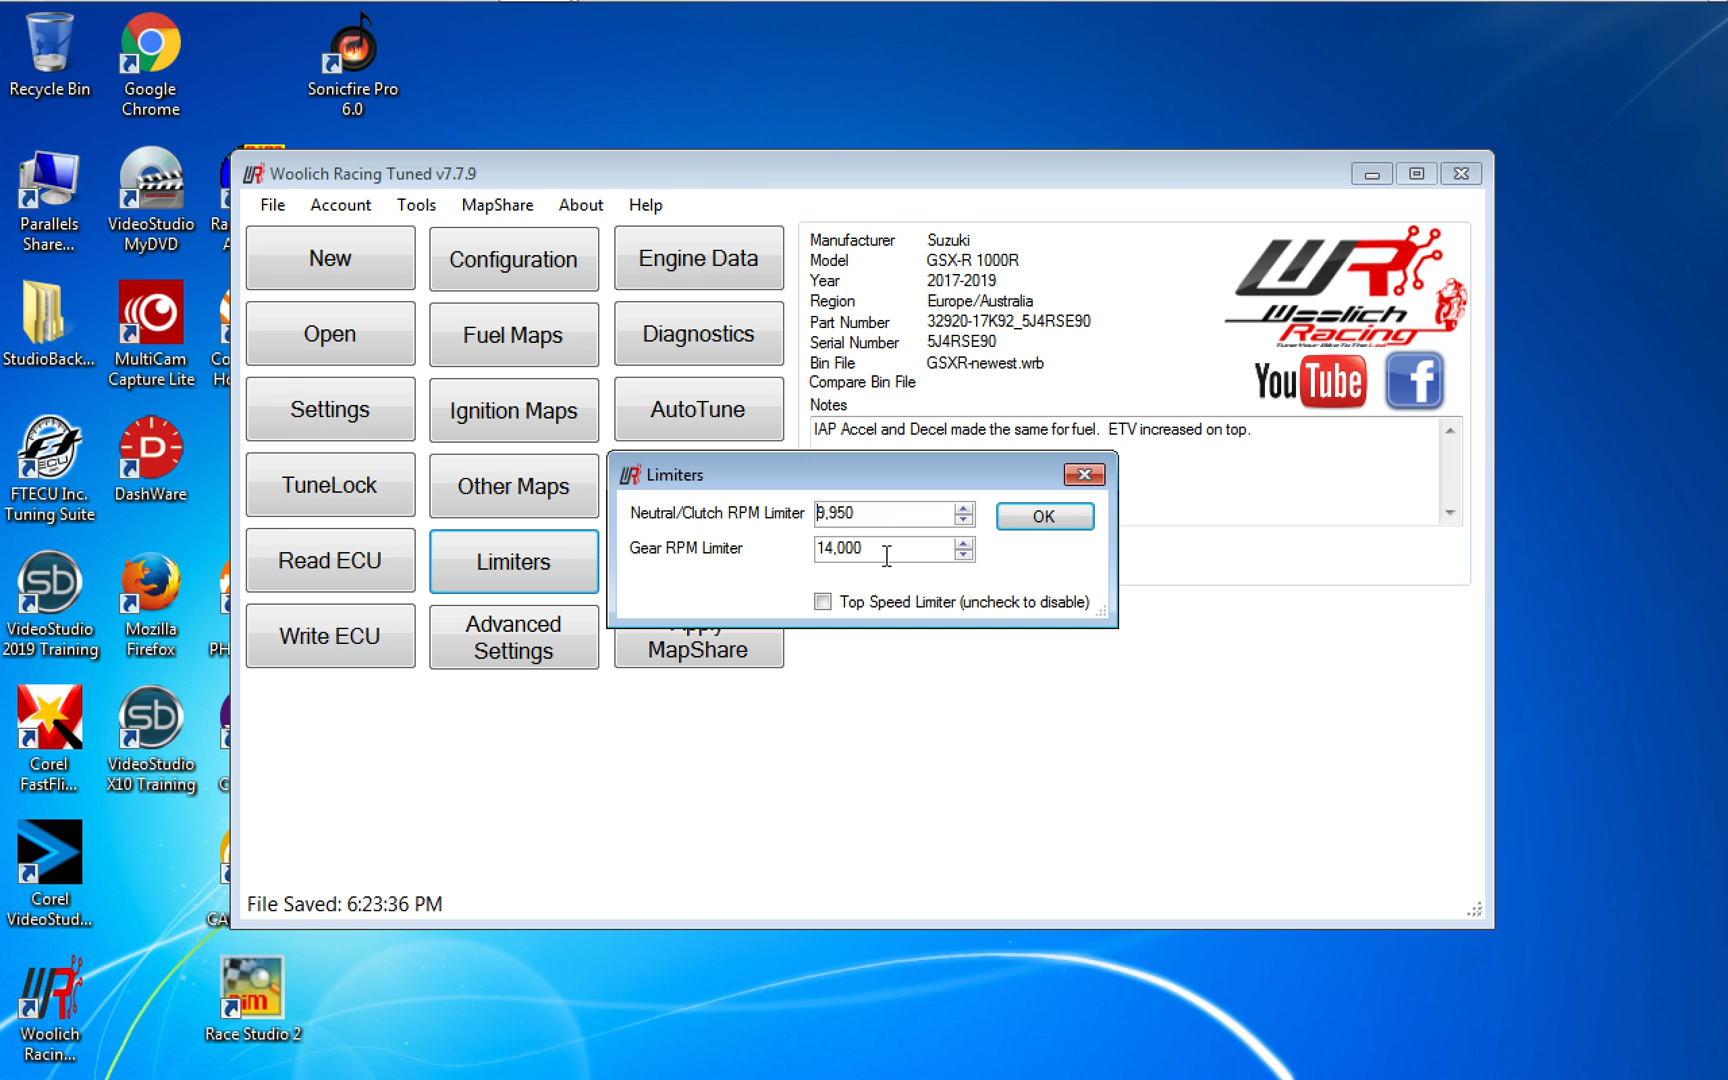 Recycle Bin
Google
Chrome
Sonicfire Pro
6.0
Parallels
Share...
VideoStudio
MyDVD
StudioBack...
MultiCam
Capture Lite
FTECU Inc.
Tuning Suite
DashWare
VideoStudio
2019 Training
Mozilla
Firefox
Corel
FastFli...
VideoStudio
X10 Training
Corel
VideoStud...
Woolich
Racin...
Race Studio 2
Woolich Racing Tuned v7.7.9
File Account Tools MapShare About Help
New
Configuration
Engine Data
Open
Fuel Maps
Diagnostics
Settings
Ignition Maps
AutoTune
TuneLock
Other Maps
Read ECU
Limiters
Write ECU
Advanced
Settings
Apply
MapShare
Manufacturer Suzuki
Model GSX-R 1000R
Year 2017-2019
Region Europe/Australia
Part Number 32920-17K92_5J4RSE90
Serial Number 5J4RSE90
Bin File GSXR-newest.wrb
Compare Bin File
Notes
IAP Accel and Decel made the same for fuel. ETV increased on top.
Woolich
Racing
YouTube
f
Limiters
Neutral/Clutch RPM Limiter 9,950
OK
Gear RPM Limiter 14,000
Top Speed Limiter (uncheck to disable)
File Saved: 6:23:36 PM